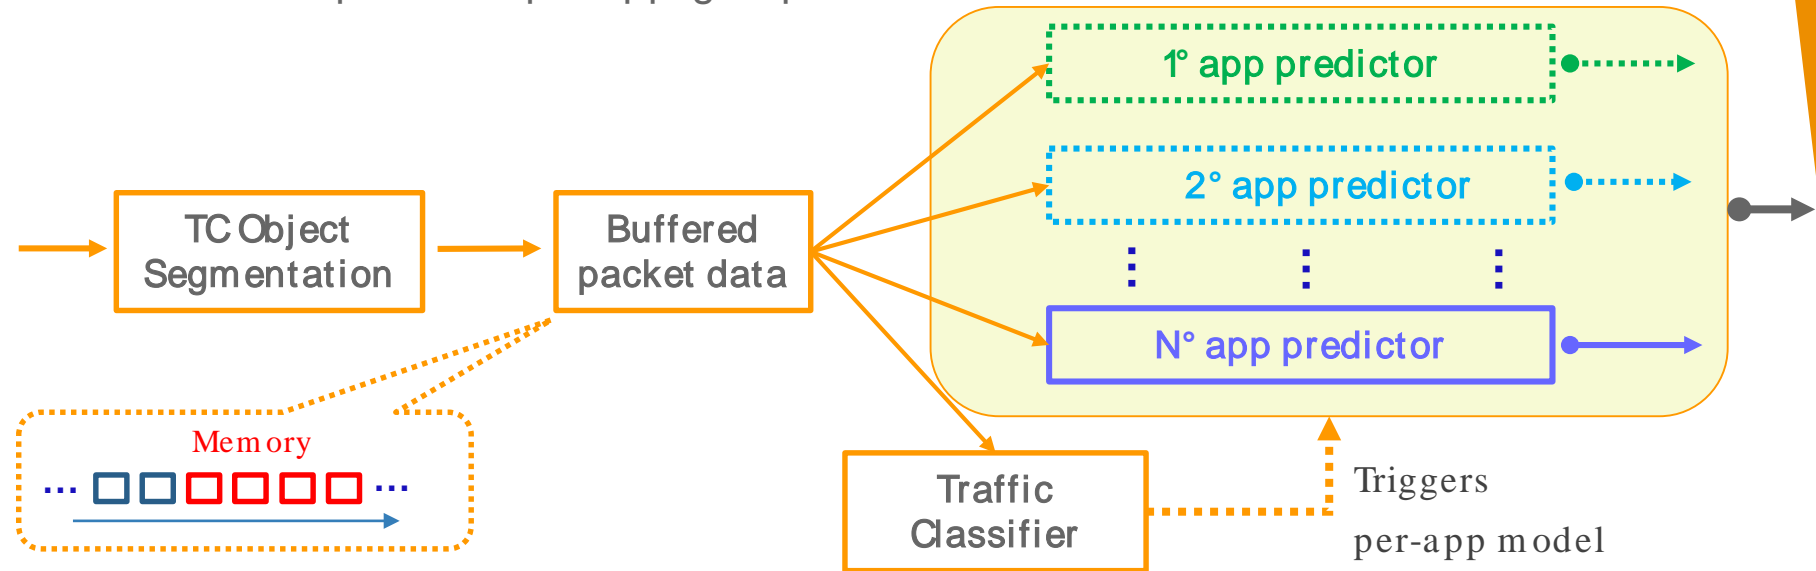 1° app predictor
2° app predictor
TC Object
Segmentation
Buffered
packet data
N° app predictor
Memory
... ...
Traffic
Classifier
Triggers
per-app model